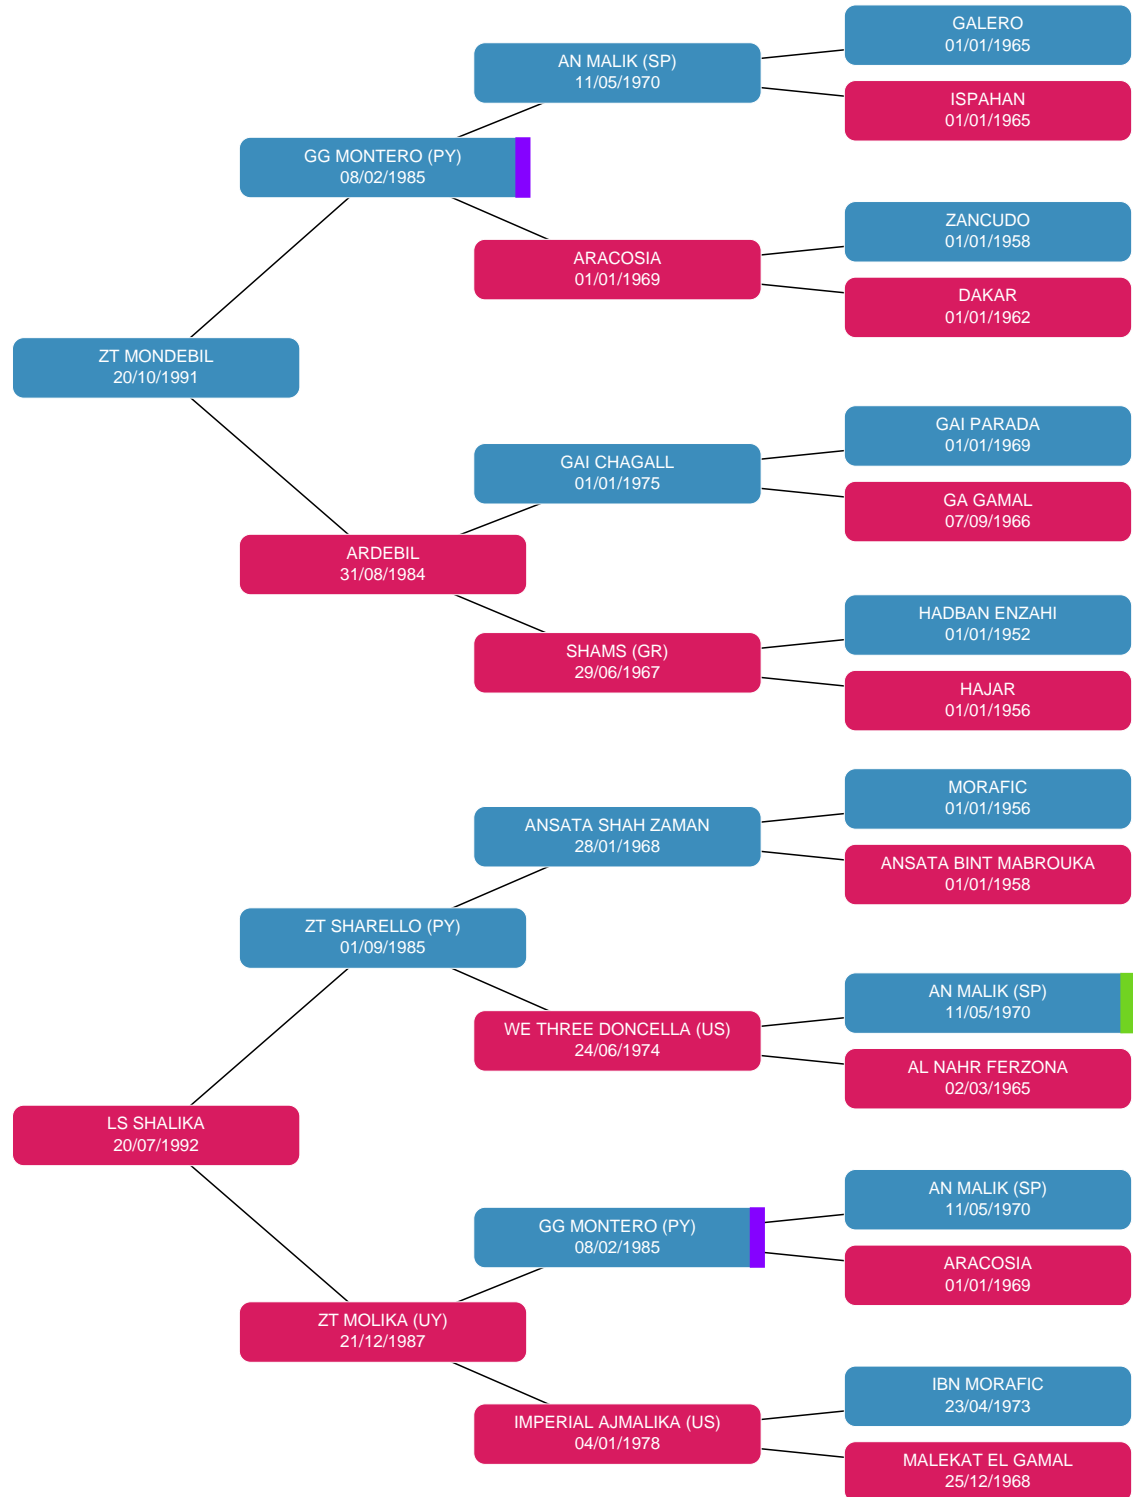 GALERO
01/01/1965
AN MALIK (SP)
11/05/1970
ISPAHAN
01/01/1965
GG MONTERO (PY)
08/02/1985
ZANCUDO
01/01/1958
ARACOSIA
01/01/1969
DAKAR
01/01/1962
ZT MONDEBIL
20/10/1991
GAI PARADA
01/01/1969
GAI CHAGALL
01/01/1975
GA GAMAL
07/09/1966
ARDEBIL
31/08/1984
HADBAN ENZAHI
01/01/1952
SHAMS (GR)
29/06/1967
HAJAR
01/01/1956
MORAFIC
01/01/1956
ANSATA SHAH ZAMAN
28/01/1968
ANSATA BINT MABROUKA
01/01/1958
ZT SHARELLO (PY)
01/09/1985
AN MALIK (SP)
11/05/1970
WE THREE DONCELLA (US)
24/06/1974
AL NAHR FERZONA
02/03/1965
LS SHALIKA
20/07/1992
AN MALIK (SP)
11/05/1970
GG MONTERO (PY)
08/02/1985
ARACOSIA
01/01/1969
ZT MOLIKA (UY)
21/12/1987
IBN MORAFIC
23/04/1973
IMPERIAL AJMALIKA (US)
04/01/1978
MALEKAT EL GAMAL
25/12/1968